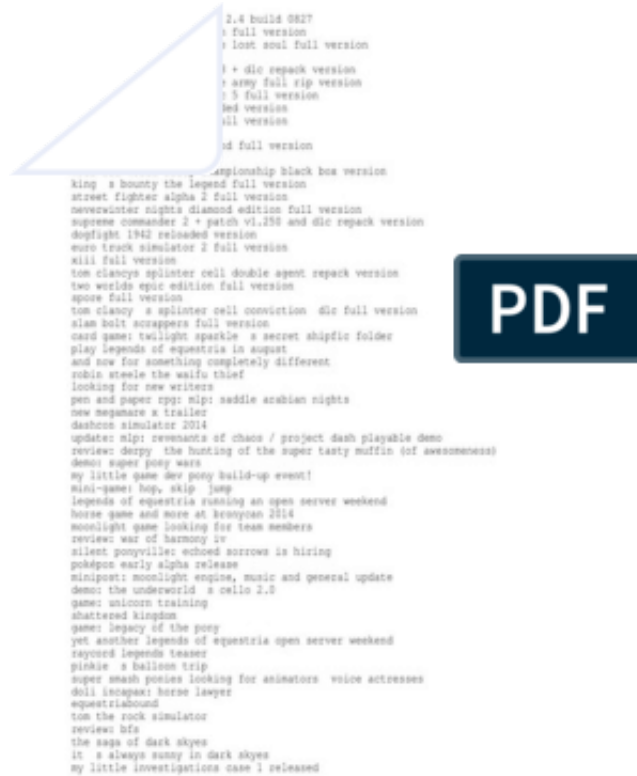 2.4 build 0827
full version
lost soul full version
+ dlc repack version
army full rip version
5 full version
version
version
full version
championship black box version
king s bounty the legend full version
street fighter alpha 2 full version
neverwinter nights diamond edition full version
supreme commander 2 + patch v1.250 and dlc repack version
dogfight 1942 reloaded version
euro truck simulator 2 full version
xiii full version
tom clancys splinter cell double agent repack version
two worlds epic edition full version
spore full version
tom clancy s splinter cell conviction dlc full version
slam bolt scrappers full version
card game: twilight sparkle s secret shipfic folder
play legends of equestria in august
and now for something completely different
robin steele the waifu thief
looking for new writers
pen and paper rpg: mlp: saddle arabian nights
new megamare x trailer
dashcon simulator 2014
update: mlp: revenants of chaos / project dash playable demo
review: derpy the hunting of the super tasty muffin (of awesomeness)
demo: super pony wars
my little game dev pony build-up event!
mini-game: hop, skip jump
legends of equestria running an open server weekend
horse game and more at bronycan 2014
moonlight game looking for team members
review: war of harmony iv
silent ponyville: echoed sorrows is hiring
poképon early alpha release
minipost: moonlight engine, music and general update
demo: the underworld s cello 2.0
game: unicorn training
shattered kingdom
game: legacy of the pony
yet another legends of equestria open server weekend
raycord legends teaser
pinkie s balloon trip
super smash ponies looking for animators voice actresses
doli incapax: horse lawyer
equestriabound
tom the rock simulator
review: bfs
the saga of dark skyes
it s always sunny in dark skyes
my little investigations case 1 released
PDF